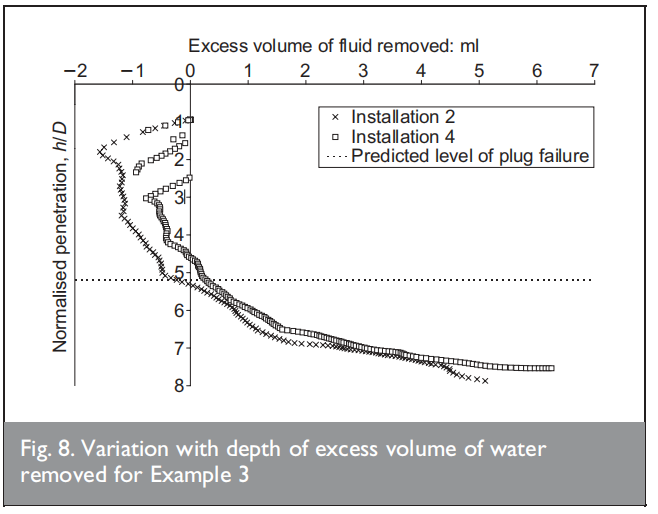 Excess volume of fluid removed: ml
−2 −1 0 1 2 3 4 5 6 7
0
1
2
3
4
5
6
7
8
Normalised penetration, h/D
Installation 2
Installation 4
Predicted level of plug failure
Fig. 8. Variation with depth of excess volume of water
removed for Example 3